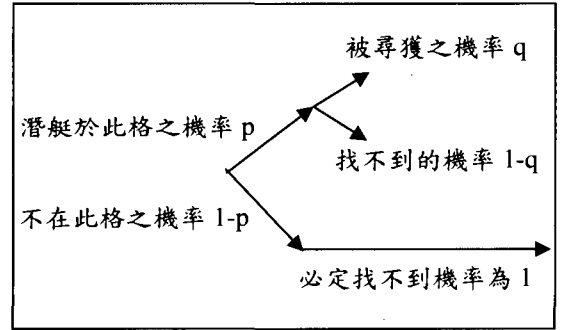 被尋獲之機率 q
潛艇於此格之機率 p
找不到的機率 1-q
不在此格之機率 1-p
必定找不到機率為 1